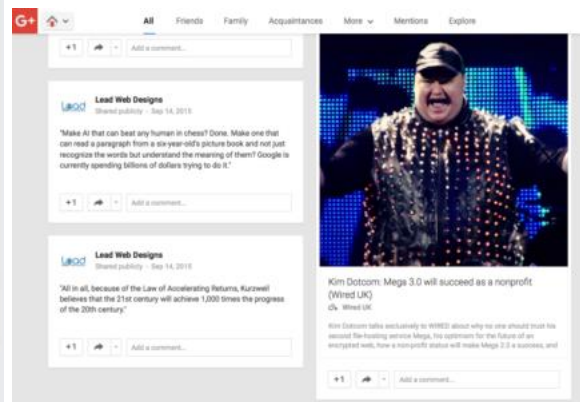 G+
All Friends Family Acquaintances More Mentions Explore
+1 Add a comment...
Lead
Lead Web Designs
Shared publicly - Sep 14, 2015
"Make AI that can beat any human in chess? Done. Make one that
can read a paragraph from a six-year-old's picture book and not just
recognize the words but understand the meaning of them? Google is
currently spending billions of dollars trying to do it."
+1 Add a comment...
Lead
Lead Web Designs
Shared publicly - Sep 14, 2015
"All in all, because of the Law of Accelerating Returns, Kurzweil
believes that the 21st century will achieve 1,000 times the progress
of the 20th century."
+1 Add a comment...
Kim Dotcom: Mega 3.0 will succeed as a nonprofit
(Wired UK)
Wired UK
Kim Dotcom talks exclusively to WIRED about why no one should trust his
second file-hosting service Mega, his optimism for the future of an
encrypted web, how a non-profit status will make Mega 3.0 a success, and
+1 Add a comment...